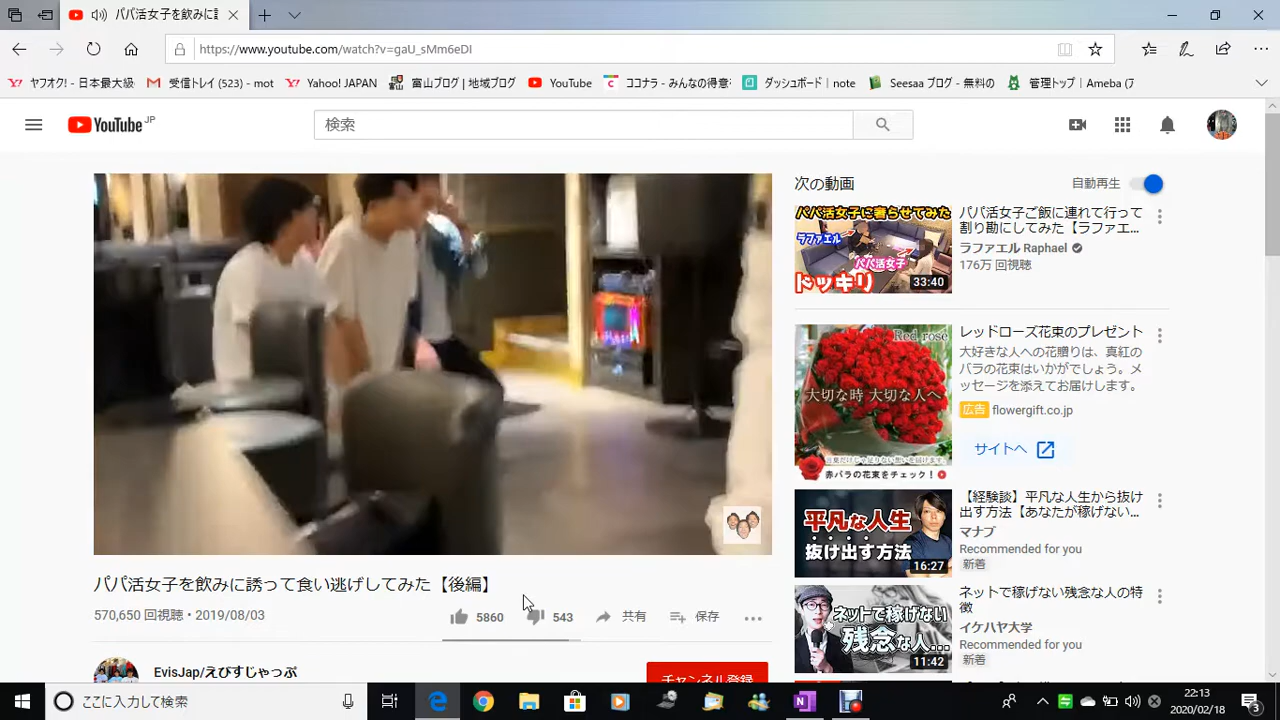 パパ活女子を飲みに誘
https://www.youtube.com/watch?v=gaU_sMm6eDI
ヤフオク! - 日本最大級
受信トレイ (523) - mot
Yahoo! JAPAN
富山ブログ | 地域ブログ
YouTube
ココナラ - みんなの得意
ダッシュボード | note
Seesaa ブログ - 無料の
管理トップ | Ameba (ア
YouTube JP
検索
次の動画
自動再生
パパ活女子に奢らせてみた
ラファエル
パパ活女子
ドッキリ
33:40
パパ活女子ご飯に連れて行って
割り勘にしてみた【ラファエ...
ラファエル Raphael
176万 回視聴
Red rose
大切な時 大切な人へ
赤バラの花束をチェック!
レッドローズ花束のプレゼント
大好きな人への花贈りは、真紅の
バラの花束はいかがでしょう。メ
ッセージを添えてお届けします。
広告 flowergift.co.jp
サイトへ
平凡な人生
抜け出す方法
16:27
【経験談】平凡な人生から抜け
出す方法【あなたが稼げない...
マナブ
Recommended for you
新着
ネットで稼げない
残念な人...
11:42
ネットで稼げない残念な人の特
徴
イケハヤ大学
Recommended for you
新着
パパ活女子を飲みに誘って食い逃げしてみた【後編】
570,650 回視聴・2019/08/03
5860
543
共有
保存
EvisJap/えびすじゃっぷ
チャンネル登録
ここに入力して検索
22:13
2020/02/18
3